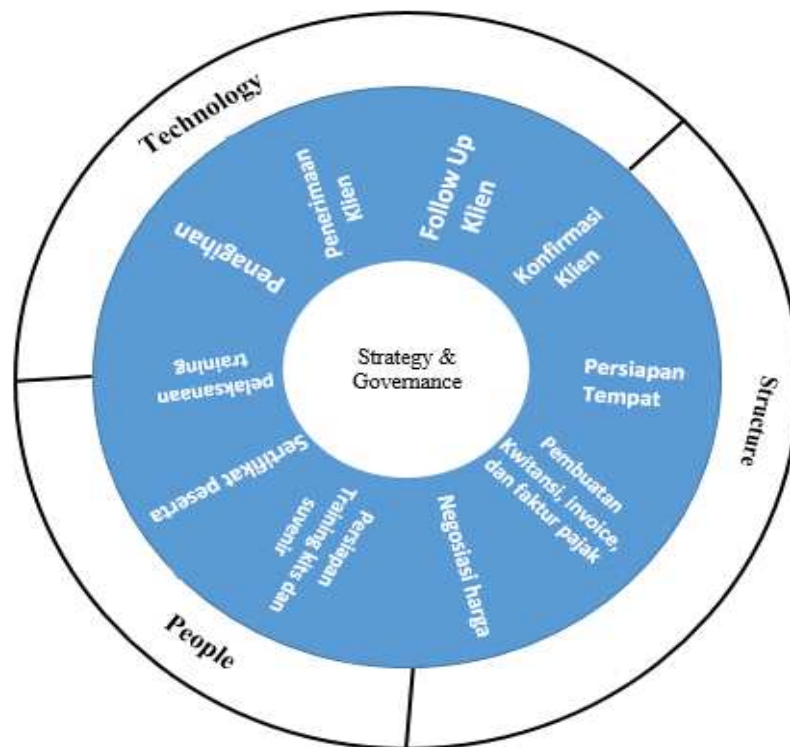 Technology
Structure
People
Penerimaan
Klien
Follow Up
Klien
Konfirmasi
Klien
Persiapan
Tempat
Pembuatan
Kwitansi, invoice,
dan faktur pajak
Negosiasi harga
Persiapan
Training kits dan
suvenir
Sertifikat peserta
pelaksanaan
training
Penagihan
Strategy &
Governance